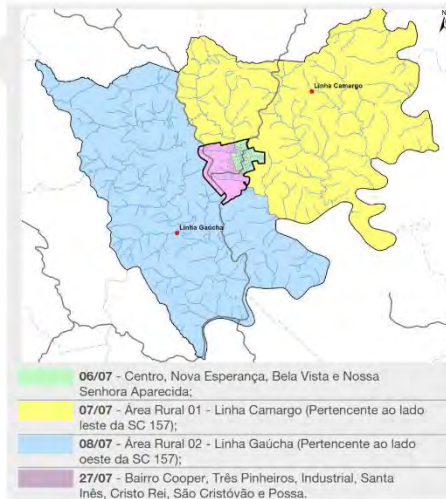 N
Linha Camargo
Linha Gaúcha
06/07 - Centro, Nova Esperança, Bela Vista e Nossa
Senhora Aparecida;
07/07 - Área Rural 01 - Linha Camargo (Pertencente ao lado
leste da SC 157);
08/07 - Área Rural 02 - Linha Gaúcha (Pertencente ao lado
oeste da SC 157);
27/07 - Bairro Cooper, Três Pinheiros, Industrial, Santa
Inês, Cristo Rei, São Cristóvão e Possa.